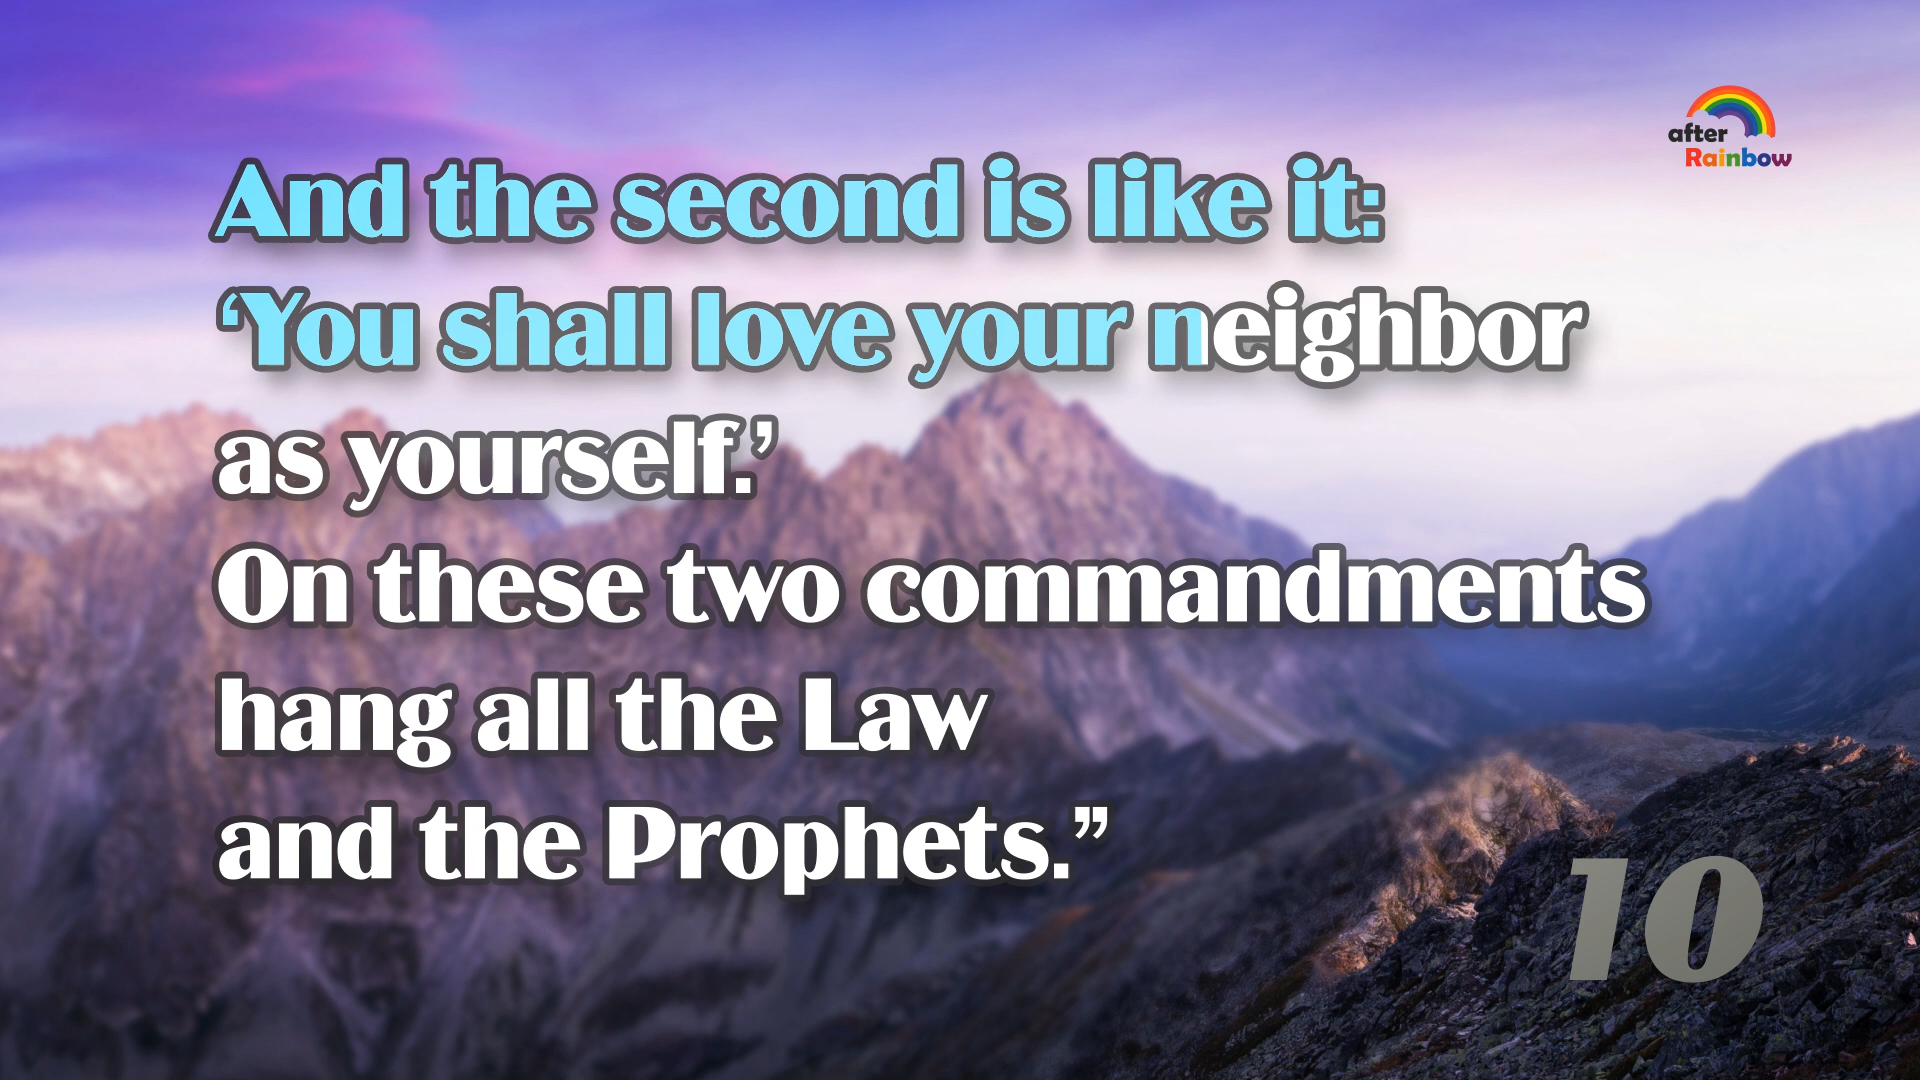 after
Rainbow
And the second is like it:
‘You shall love your neighbor
as yourself.’
On these two commandments
hang all the Law
and the Prophets.”
10